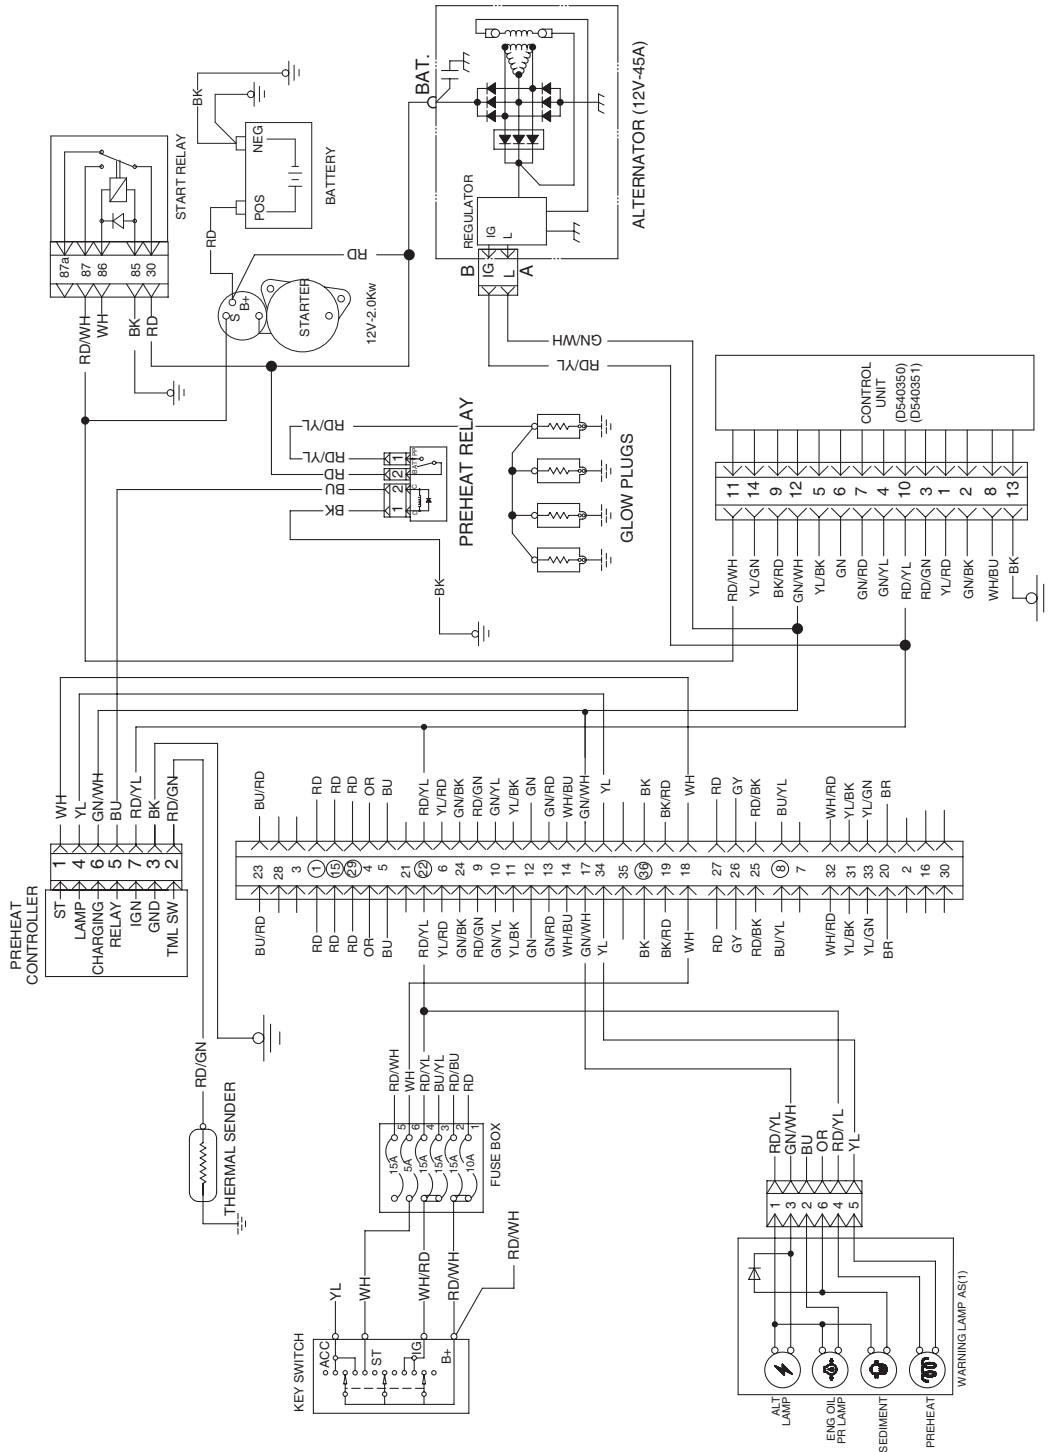 START RELAY
87a
87
86
85
30
RD/WH
WH
BK
RD
BK
NEG
POS
BATTERY
RD
B+
S
STARTER
12V-2.0Kw
RD
BAT.
REGULATOR
IG
L
B
IG
L
A
ALTERNATOR (12V-45A)
GN/WH
RD/YL
RD/YL
RD/YL
RD
BU
BK
1
2
2
1
BAT
PREHEAT RELAY
BK
GLOW PLUGS
CONTROL
UNIT
(D540350)
(D540351)
11
14
9
12
5
6
7
4
10
3
1
2
8
13
RD/WH
YL/GN
BK/RD
GN/WH
YL/BK
GN
GN/RD
GN/YL
RD/YL
RD/GN
YL/RD
GN/BK
WH/BU
BK
PREHEAT
CONTROLLER
ST
LAMP
CHARGING
RELAY
IGN
GND
TML SW
1
4
6
5
7
3
2
WH
YL
GN/WH
BU
RD/YL
BK
RD/GN
RD/GN
THERMAL SENDER
BU/RD
RD
RD
RD
OR
BU
RD/YL
YL/RD
GN/BK
RD/GN
GN/YL
YL/BK
GN
GN/RD
WH/BU
GN/WH
YL
BK
BK/RD
WH
RD
GY
RD/BK
BU/YL
WH/RD
YL/BK
YL/GN
BR
23
28
3
1
15
29
4
5
21
22
6
24
9
10
11
12
13
14
17
34
35
36
19
18
27
26
25
8
7
32
31
33
20
2
16
30
BU/RD
RD
RD
RD
OR
BU
RD/YL
YL/RD
GN/BK
RD/GN
GN/YL
YL/BK
GN
GN/RD
WH/BU
GN/WH
YL
BK
BK/RD
WH
RD
GY
RD/BK
BU/YL
WH/RD
YL/BK
YL/GN
BR
RD/WH
WH
RD/YL
BU/YL
RD/BU
RD
5
6
4
3
2
1
15A
5A
15A
15A
15A
10A
FUSE BOX
YL
WH
WH/RD
RD/WH
RD/WH
KEY SWITCH
ACC
ST
IG
B+
RD/YL
GN/WH
BU
OR
RD/YL
YL
1
3
2
6
4
5
WARNING LAMP AS(1)
ALT
LAMP
ENG OIL
PR LAMP
SEDIMENT
PREHEAT